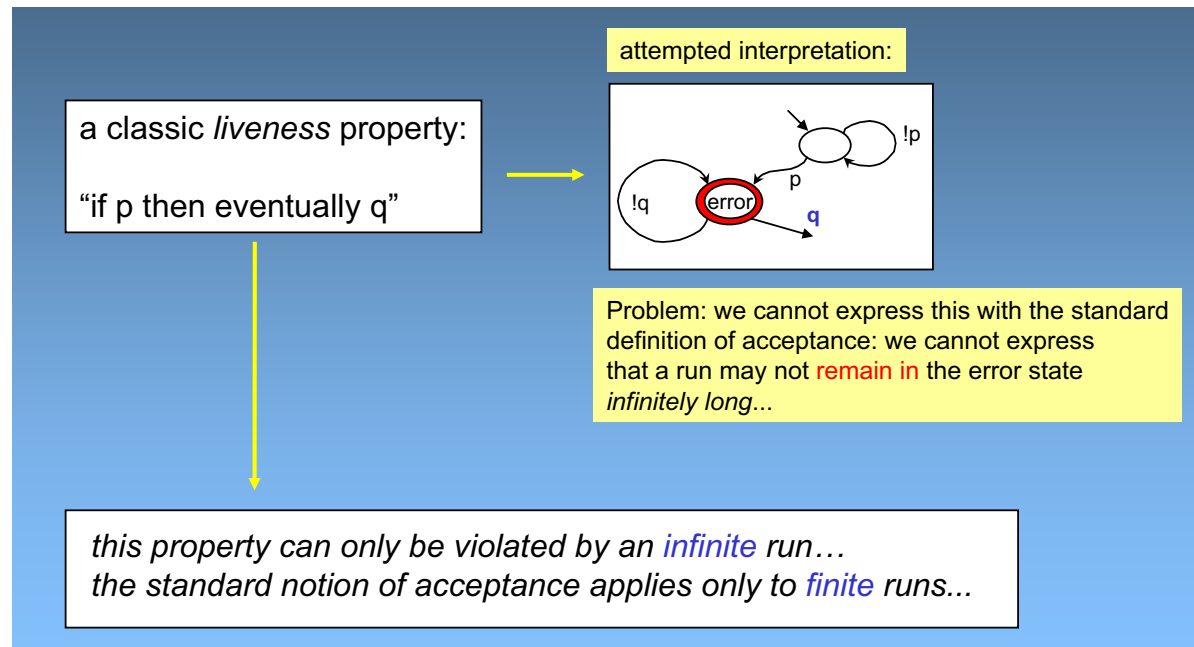 attempted interpretation:
a classic liveness property:
“if p then eventually q”
!p
p
!q
error
q
Problem: we cannot express this with the standard
definition of acceptance: we cannot express
that a run may not remain in the error state
infinitely long...
this property can only be violated by an infinite run…
the standard notion of acceptance applies only to finite runs...